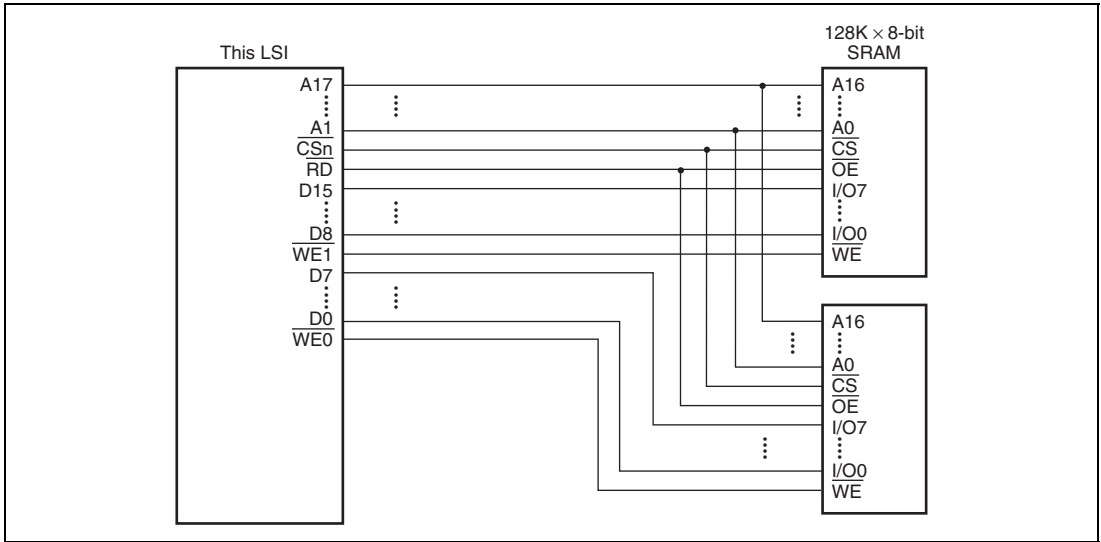 This LSI
A17
A1
CSn
RD
D15
D8
WE1
D7
D0
WE0
128K × 8-bit
SRAM
A16
A0
CS
OE
I/O7
I/O0
WE
A16
A0
CS
OE
I/O7
I/O0
WE